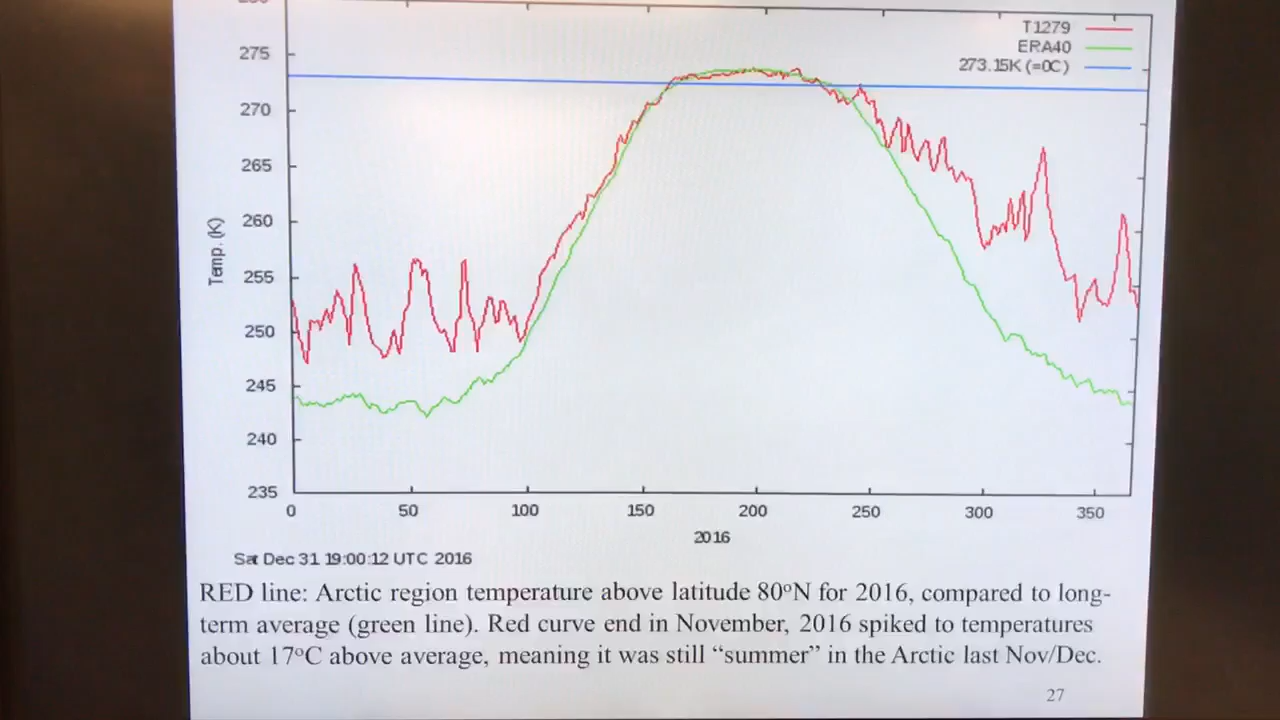 T1279
ERA40
273.15K (=0C)
275
270
265
260
255
250
245
240
235
Temp. (K)
0 50 100 150 200 250 300 350
2016
Sat Dec 31 19:00:12 UTC 2016
RED line: Arctic region temperature above latitude 80ºN for 2016, compared to long-
term average (green line). Red curve end in November, 2016 spiked to temperatures
about 17ºC above average, meaning it was still “summer” in the Arctic last Nov/Dec.
27